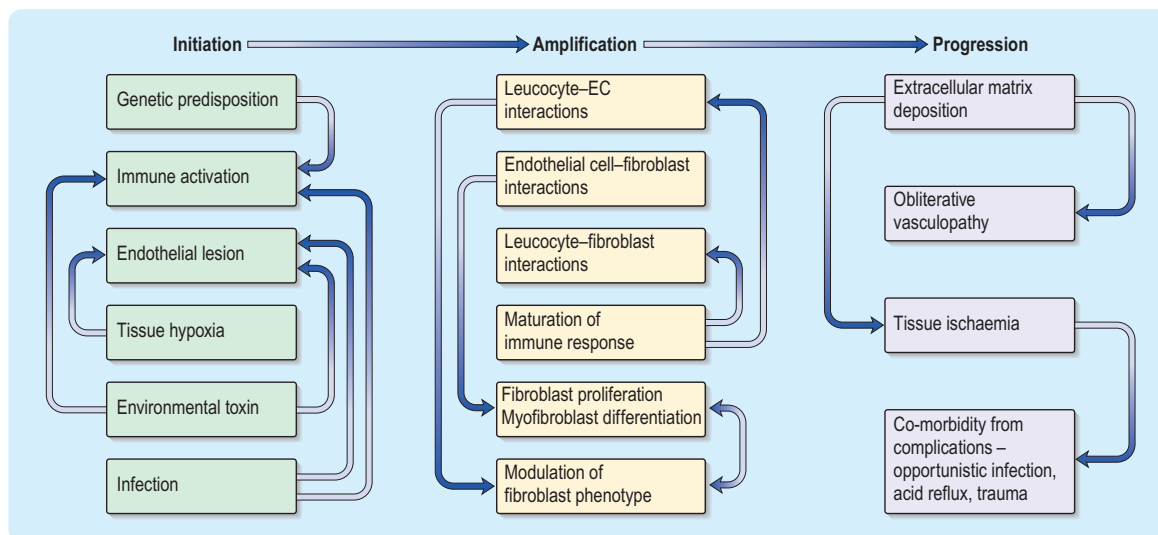 Initiation
Amplification
Progression
Genetic predisposition
Immune activation
Endothelial lesion
Tissue hypoxia
Environmental toxin
Infection
Leucocyte–EC
interactions
Endothelial cell–fibroblast
interactions
Leucocyte–fibroblast
interactions
Maturation of
immune response
Fibroblast proliferation
Myofibroblast differentiation
Modulation of
fibroblast phenotype
Extracellular matrix
deposition
Obliterative
vasculopathy
Tissue ischaemia
Co-morbidity from
complications –
opportunistic infection,
acid reflux, trauma